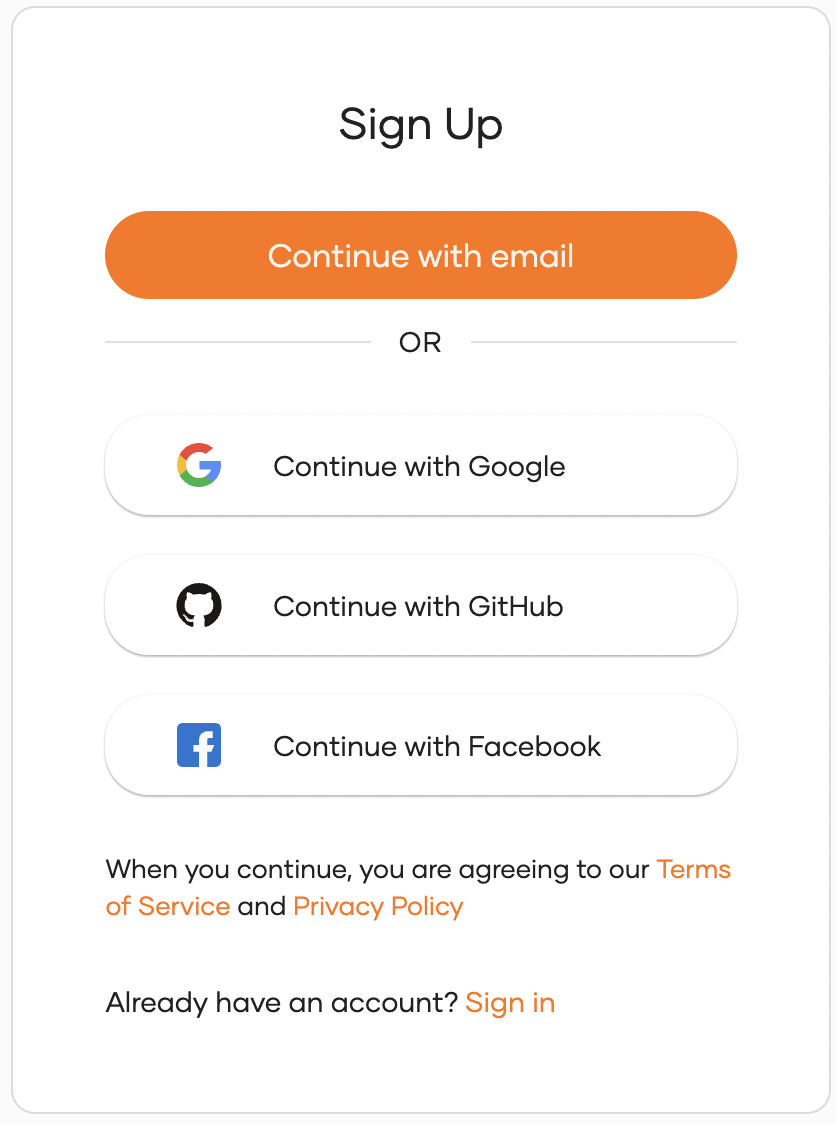 Sign Up
Continue with email
OR
Continue with Google
Continue with GitHub
Continue with Facebook
When you continue, you are agreeing to our Terms
of Service and Privacy Policy
Already have an account? Sign in